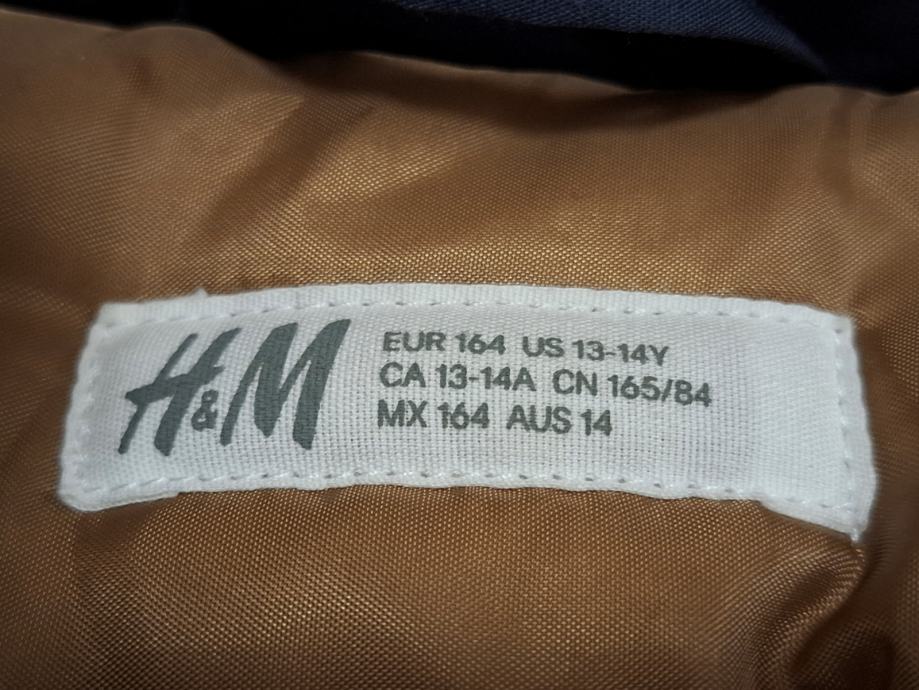 H&M
EUR 164 US 13-14Y
CA 13-14A CN 165/84
MX 164 AUS 14